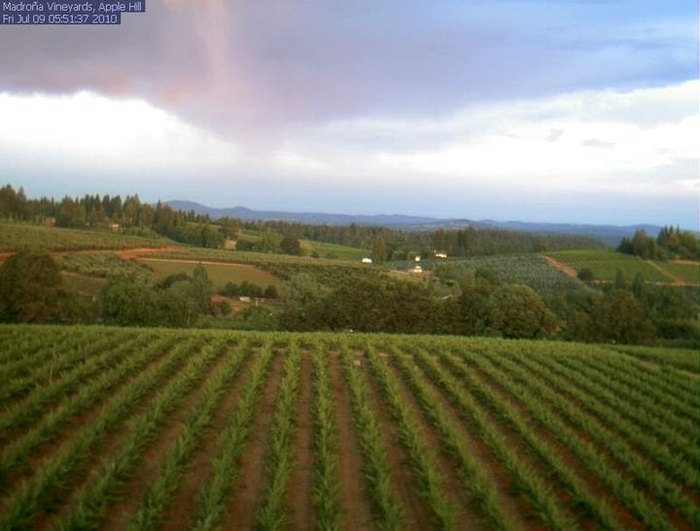 Madroña Vineyards, Apple Hill
Fri Jul 09 05:51:37 2010